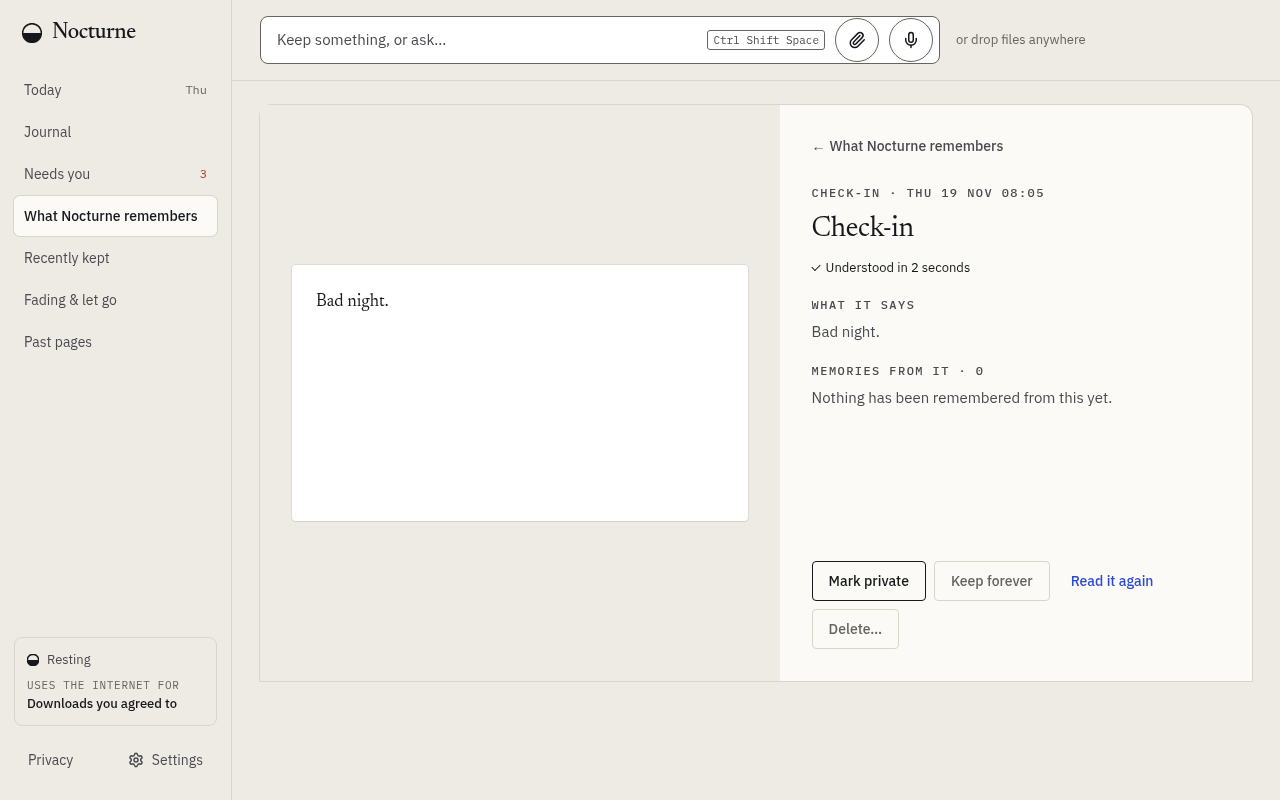 Nocturne
Keep something, or ask...
Ctrl Shift Space
or drop files anywhere
Today
Thu
Journal
Needs you
3
What Nocturne remembers
Recently kept
Fading & let go
Past pages
Resting
USES THE INTERNET FOR
Downloads you agreed to
Privacy
Settings
Bad night.
← What Nocturne remembers
CHECK-IN · THU 19 NOV 08:05
Check-in
✓ Understood in 2 seconds
WHAT IT SAYS
Bad night.
MEMORIES FROM IT · 0
Nothing has been remembered from this yet.
Mark private
Keep forever
Read it again
Delete...